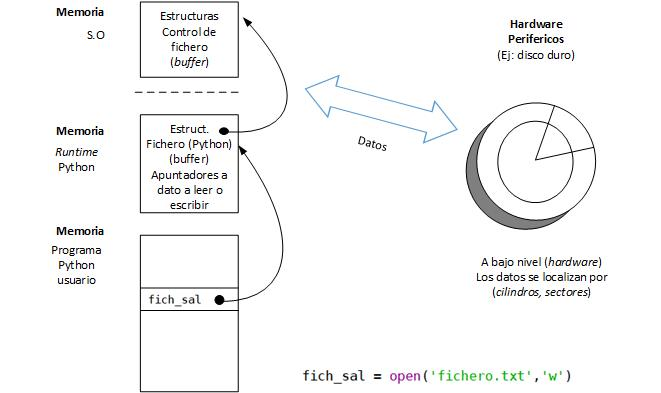 Memoria
S.O
Estructuras
Control de
fichero
(buffer)
Memoria
Runtime
Python
Estruct.
Fichero (Python)
(buffer)
Apuntadores a
dato a leer o
escribir
Memoria
Programa
Python
usuario
fich_sal
Datos
Hardware
Perifericos
(Ej: disco duro)
A bajo nivel (hardware)
Los datos se localizan por
(cilindros, sectores)
fich_sal = open('fichero.txt','w')